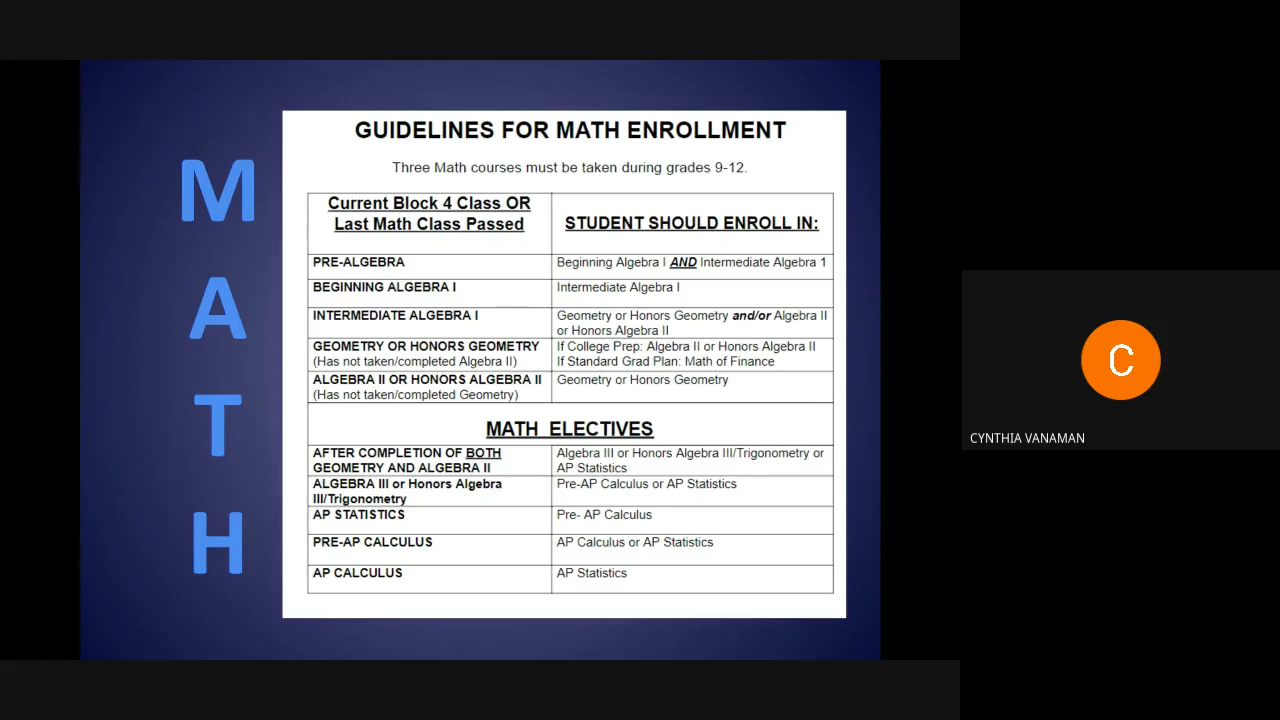 M
A
T
H
GUIDELINES FOR MATH ENROLLMENT
Three Math courses must be taken during grades 9-12.
Current Block 4 Class OR
Last Math Class Passed
STUDENT SHOULD ENROLL IN:
PRE-ALGEBRA
Beginning Algebra I AND Intermediate Algebra 1
BEGINNING ALGEBRA I
Intermediate Algebra I
INTERMEDIATE ALGEBRA I
Geometry or Honors Geometry and/or Algebra II
or Honors Algebra II
GEOMETRY OR HONORS GEOMETRY
(Has not taken/completed Algebra II)
If College Prep: Algebra II or Honors Algebra II
If Standard Grad Plan: Math of Finance
ALGEBRA II OR HONORS ALGEBRA II
(Has not taken/completed Geometry)
Geometry or Honors Geometry
MATH ELECTIVES
AFTER COMPLETION OF BOTH
GEOMETRY AND ALGEBRA II
Algebra III or Honors Algebra III/Trigonometry or
AP Statistics
ALGEBRA III or Honors Algebra
III/Trigonometry
Pre-AP Calculus or AP Statistics
AP STATISTICS
Pre- AP Calculus
PRE-AP CALCULUS
AP Calculus or AP Statistics
AP CALCULUS
AP Statistics
C
CYNTHIA VANAMAN